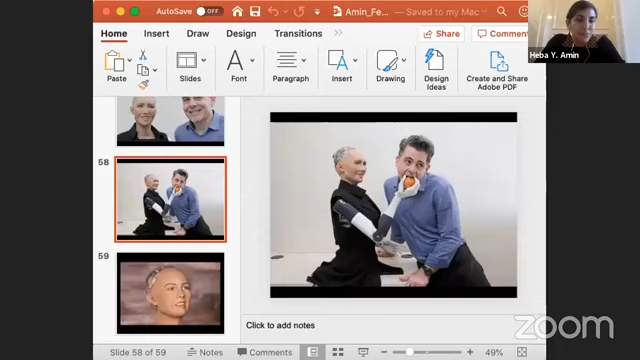 AutoSave OFF Amin_Fe... — Saved to my Mac
Home Insert Draw Design Transitions Share Commen
Paste Slides Font Paragraph Insert Drawing Design Ideas Create and Share Adobe PDF
Heba Y. Amin
58
59
Click to add notes
Slide 58 of 59 Notes Comments 49%
zoom